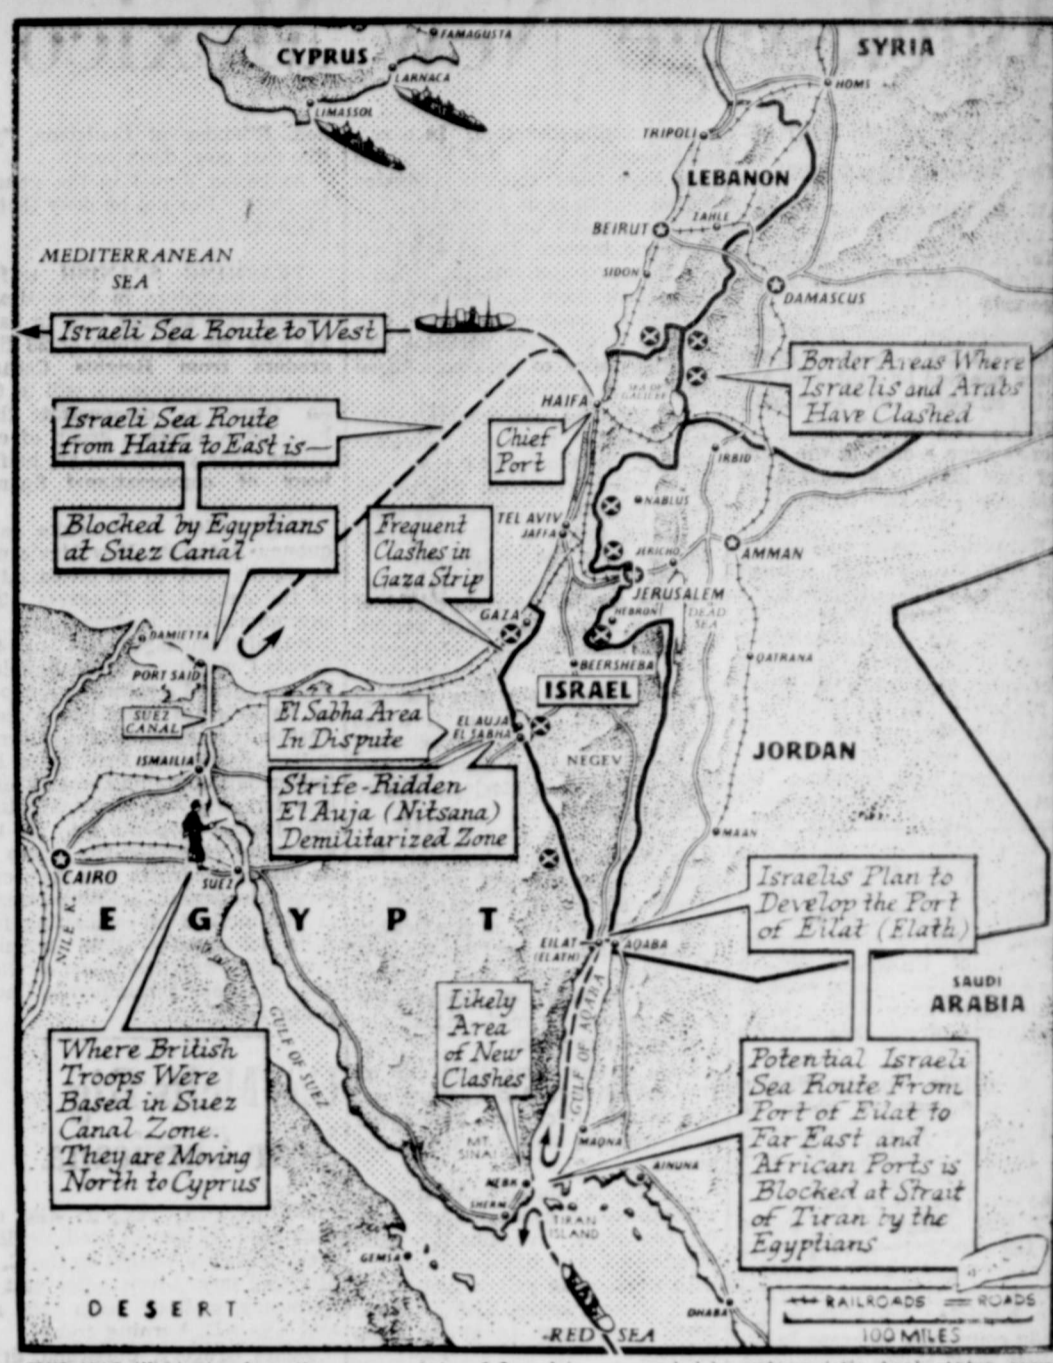 FAMAGUSTA
CYPRUS
LARNACA
LIMASSOL
SYRIA
HOMS
TRIPOLI
LEBANON
ZAHLE
BEIRUT
SIDON
DAMASCUS
MEDITERRANEAN
SEA
Israeli Sea Route to West
Border Areas Where
Israelis and Arabs
Have Clashed
SEA OF
GALILEE
HAIFA
Chief
Port
Israeli Sea Route
from Haifa to East is—
Blocked by Egyptians
at Suez Canal
Frequent
Clashes in
Gaza Strip
IRBID
NABLUS
TEL AVIV
JAFFA
JERICHO
AMMAN
JERUSALEM
HEBRON
DEAD
SEA
GAZA
QATRANA
BEERSHEBA
ISRAEL
DAMIETTA
PORT SAID
SUEZ
CANAL
ISMAILIA
El Sabha Area
In Dispute
EL AUJA
EL SABHA
Strife-Ridden
El Auja (Nitsana)
Demilitarized Zone
NEGEV
JORDAN
MAAN
CAIRO
SUEZ
NILE R.
EGYPT
Israelis Plan to
Develop the Port
of Eilat (Elath)
EILAT
(ELATH)
AQABA
SAUDI
ARABIA
GULF OF AQABA
GULF OF SUEZ
Likely
Area
of New
Clashes
Where British
Troops Were
Based in Suez
Canal Zone.
They are Moving
North to Cyprus
Potential Israeli
Sea Route From
Port of Eilat to
Far East and
African Ports is
Blocked at Strait
of Tiran by the
Egyptians
MT.
SINAI
MAQNA
AINUNA
NEBK
SHERM
TIRAN
ISLAND
GEMSA
DHABA
DESERT
RED SEA
RAILROADS ROADS
100 MILES